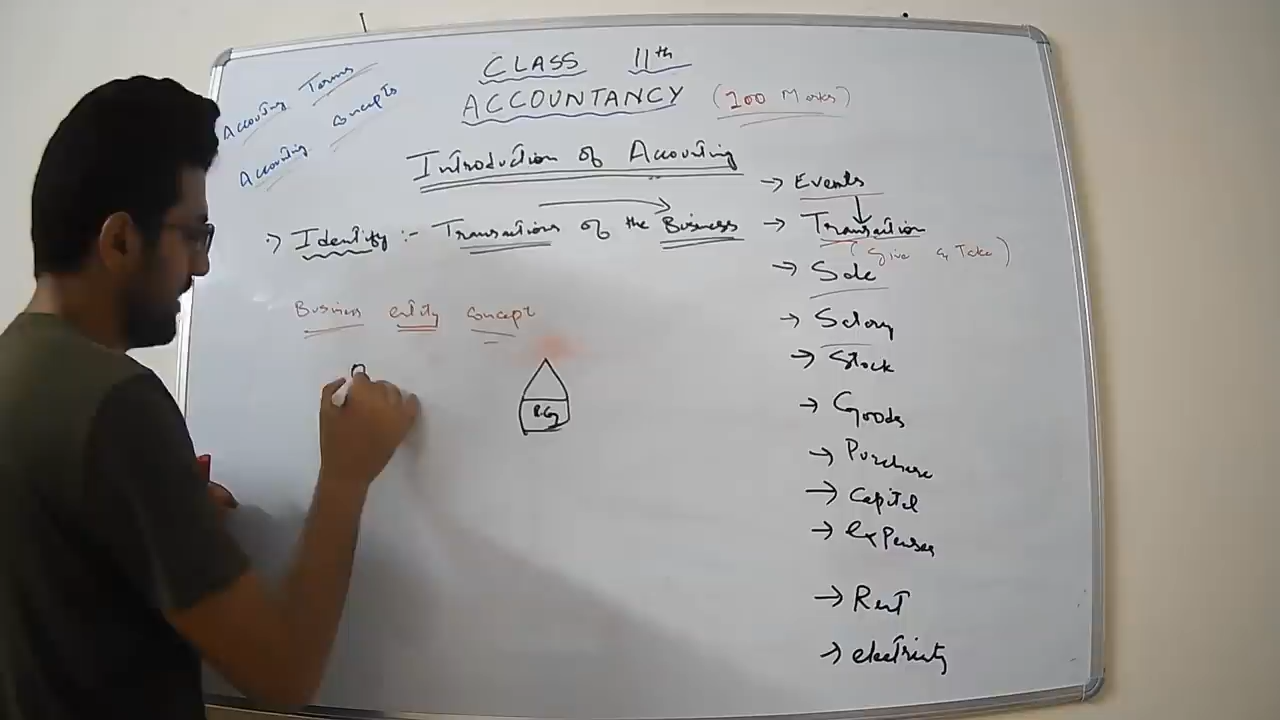 CLASS 11th
ACCOUNTANCY (100 Marks)
Accounting Terms
Accounting Concepts
Introduction of Accounting
Identify :- Transactions of the Business
Business entity concept
→ Events
→ Transaction
(Give & Take)
→ Sale
→ Salary
→ Stock
→ Goods
→ Purchase
→ Capital
→ Expenses
→ Rent
→ electricity